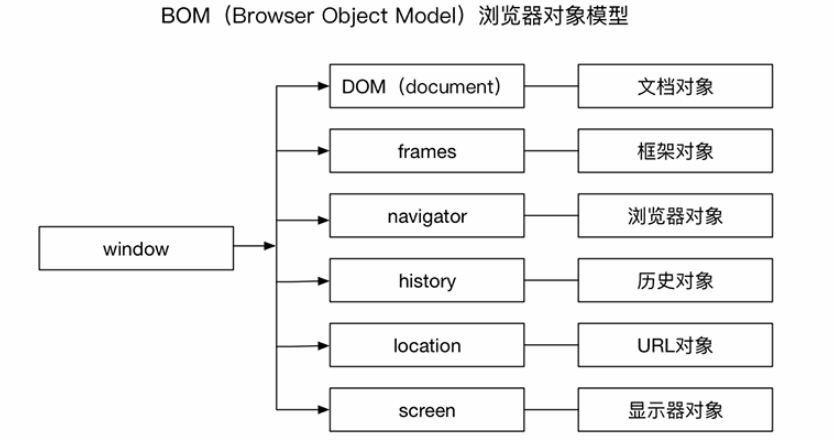 BOM（Browser Object Model）浏览器对象模型
DOM（document）
文档对象
frames
框架对象
navigator
浏览器对象
window
history
历史对象
location
URL对象
screen
显示器对象